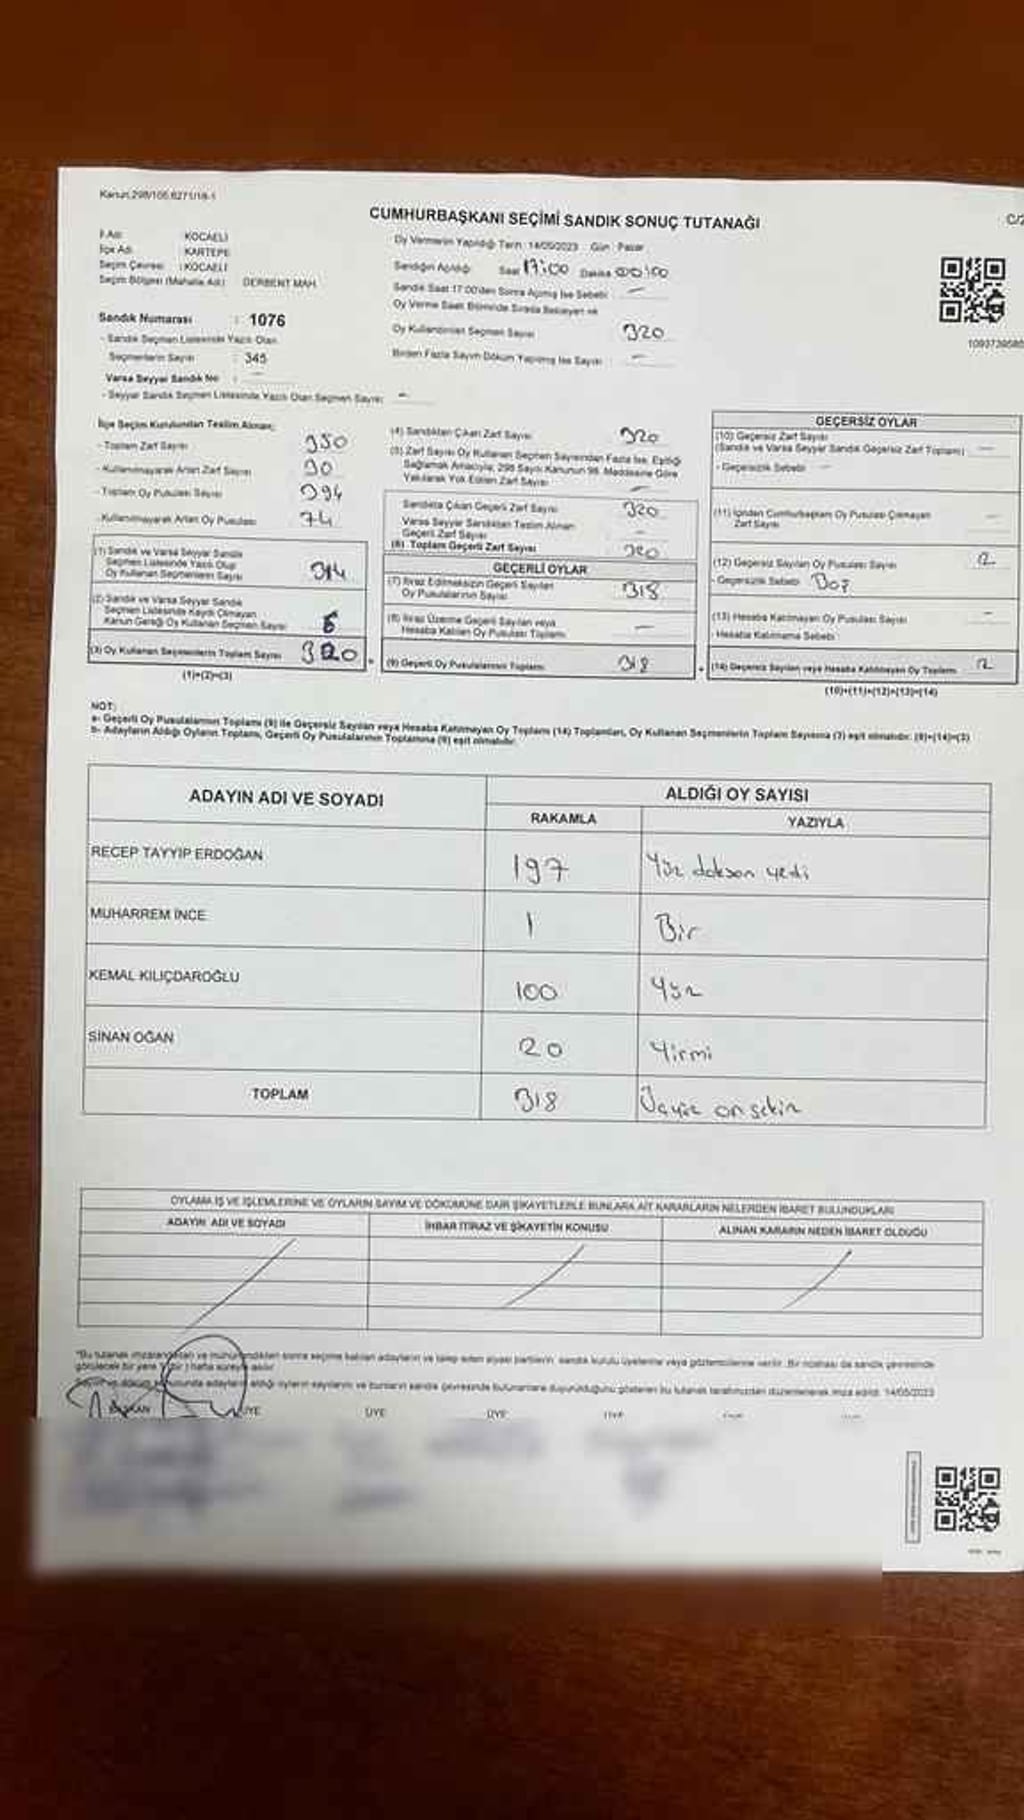 Kanun:298/105,6271/18-1
CUMHURBAŞKANI SEÇİMİ SANDIK SONUÇ TUTANAĞI
C/2
İl Adı :KOCAELİ
İlçe Adı :KARTEPE
Seçim Çevresi :KOCAELİ
Seçim Bölgesi (Mahalle Adı) DERBENT MAH.
Oy Vermenin Yapıldığı Tarih :14/05/2023 Gün : Pazar
Sandığın Açıldığı Saat 17:00 Dakika 00:00
Sandık Saat 17.00'den Sonra Açılmış İse Sebebi : —
Oy Verme Saati Bitiminde Sırada Bekleyen ve
Oy Kullandırılan Seçmen Sayısı 320
Birden Fazla Sayım Döküm Yapılmış İse Sayısı : —
Sandık Numarası : 1076
- Sandık Seçmen Listesinde Yazılı Olan
Seçmenlerin Sayısı : 345
Varsa Seyyar Sandık No : —
- Seyyar Sandık Seçmen Listesinde Yazılı Olan Seçmen Sayısı: —
İlçe Seçim Kurulundan Teslim Alınan;
- Toplam Zarf Sayısı 350
- Kullanılmayarak Artan Zarf Sayısı 30
- Toplam Oy Pusulası Sayısı 394
- Kullanılmayarak Artan Oy Pusulası 74
(1) Sandık ve Varsa Seyyar Sandık
Seçmen Listesinde Yazılı Olup
Oy Kullanan Seçmenlerin Sayısı 314
(2) Sandık ve Varsa Seyyar Sandık
Seçmen Listesinde Kaydı Olmayan
Kanun Gereği Oy Kullanan Seçmen Sayısı 6
(3) Oy Kullanan Seçmenlerin Toplam Sayısı 320
(1)+(2)=(3)
(4) Sandıktan Çıkan Zarf Sayısı 320
(5) Zarf Sayısı Oy Kullanan Seçmen Sayısından Fazla İse, Eşitliği
Sağlamak Amacıyla, 298 Sayılı Kanunun 98. Maddesine Göre
Yakılarak Yok Edilen Zarf Sayısı —
Sandıkta Çıkan Geçerli Zarf Sayısı 320
Varsa Seyyar Sandıktan Teslim Alınan
Geçerli Zarf Sayısı —
(6) Toplam Geçerli Zarf Sayısı 320
GEÇERLİ OYLAR
(7) İtiraz Edilmeksizin Geçerli Sayılan
Oy Pusulalarının Sayısı 318
(8) İtiraz Üzerine Geçerli Sayılan veya
Hesaba Katılan Oy Pusulası Toplamı —
(9) Geçerli Oy Pusulalarının Toplamı 318
GEÇERSİZ OYLAR
(10) Geçersiz Zarf Sayısı
(Sandık ve Varsa Seyyar Sandık Geçersiz Zarf Toplamı) —
- Geçersizlik Sebebi —
(11) İçinden Cumhurbaşkanı Oy Pusulası Çıkmayan
Zarf Sayısı —
(12) Geçersiz Sayılan Oy Pusulası Sayısı 2
- Geçersizlik Sebebi Boş
(13) Hesaba Katılmayan Oy Pusulası Sayısı —
- Hesaba Katılmama Sebebi
(14) Geçersiz Sayılan veya Hesaba Katılmayan Oy Toplamı 2
(10)+(11)+(12)+(13)=(14)
NOT:
a- Geçerli Oy Pusulalarının Toplamı (9) ile Geçersiz Sayılan veya Hesaba Katılmayan Oy Toplamı (14) Toplamları, Oy Kullanan Seçmenlerin Toplam Sayısına (3) eşit olmalıdır. (9)+(14)=(3)
b- Adayların Aldığı Oyların Toplamı, Geçerli Oy Pusulalarının Toplamına (9) eşit olmalıdır.
ADAYIN ADI VE SOYADI
ALDIĞI OY SAYISI
RAKAMLA YAZIYLA
RECEP TAYYİP ERDOĞAN 197 Yüz doksan yedi
MUHARREM İNCE 1 Bir
KEMAL KILIÇDAROĞLU 100 Yüz
SİNAN OĞAN 20 Yirmi
TOPLAM 318 Üçyüz on sekiz
OYLAMA İŞ VE İŞLEMLERİNE VE OYLARIN SAYIM VE DÖKÜMÜNE DAİR ŞİKAYETLERLE BUNLARA AİT KARARLARIN NELERDEN İBARET BULUNDUKLARI
ADAYIN ADI VE SOYADI İHBAR İTİRAZ VE ŞİKAYETİN KONUSU ALINAN KARARIN NEDEN İBARET OLDUĞU
*Bu tutanak imzalandıktan ve mühürlendikten sonra seçime katılan adayların ve talep eden siyasi partilerin sandık kurulu üyelerine veya gözlemcilerine verilir. Bir nüshası da sandık çevresinde
görülecek bir yere 1(bir) hafta süreyle asılır.
Sayım ve döküm sonunda adayların aldığı oyların sayılarını ve bunların sandık çevresinde bulunanlara duyurulduğunu gösteren bu tutanak tarafımızdan düzenlenerek imza edildi. 14/05/2023
BAŞKAN ÜYE ÜYE ÜYE ÜYE